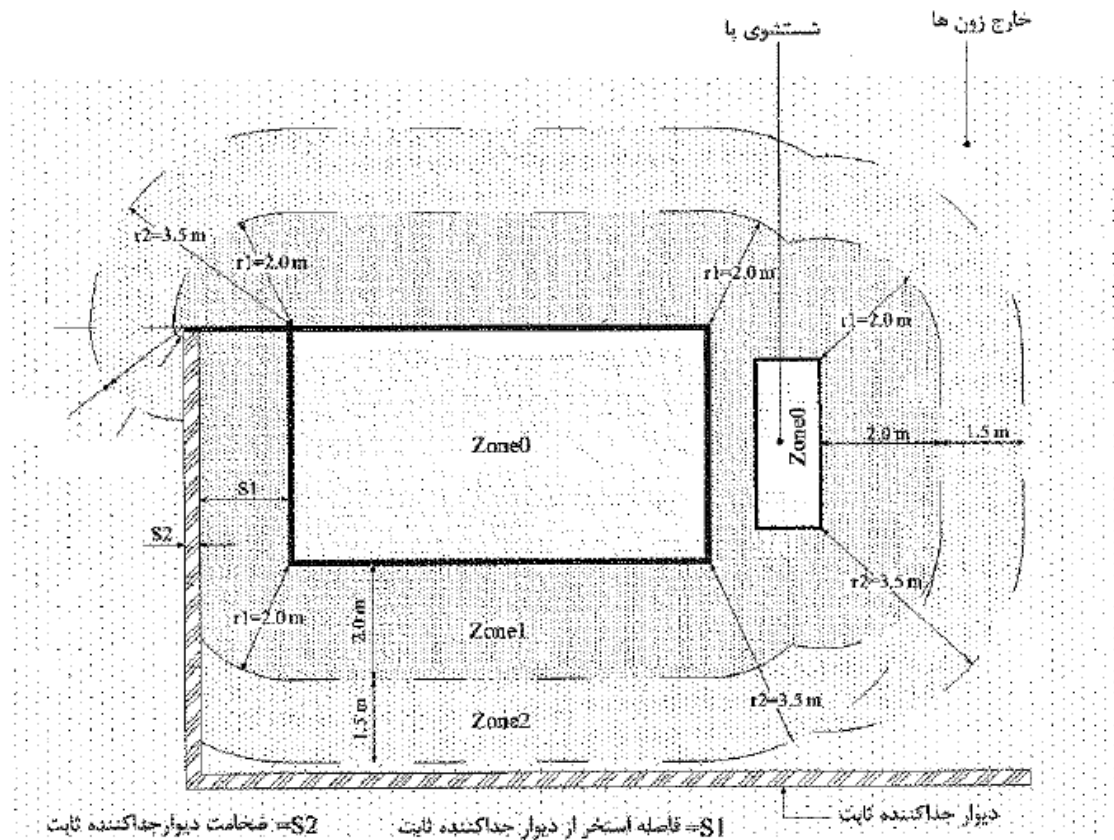 خارج زون ها
شستشوی پا
r2=3.5 m
r1=2.0 m
r1=2.0 m
r1=2.0 m
Zone0
Zone0
2.0 m
1.5 m
S1
S2
r2=3.5 m
r1=2.0 m
2.0 m
Zone1
r2=3.5 m
1.5 m
Zone2
دیوار جداکننده ثابت
S1= فاصله استخر از دیوار جداکننده ثابت
S2= ضخامت دیوارجداکننده ثابت